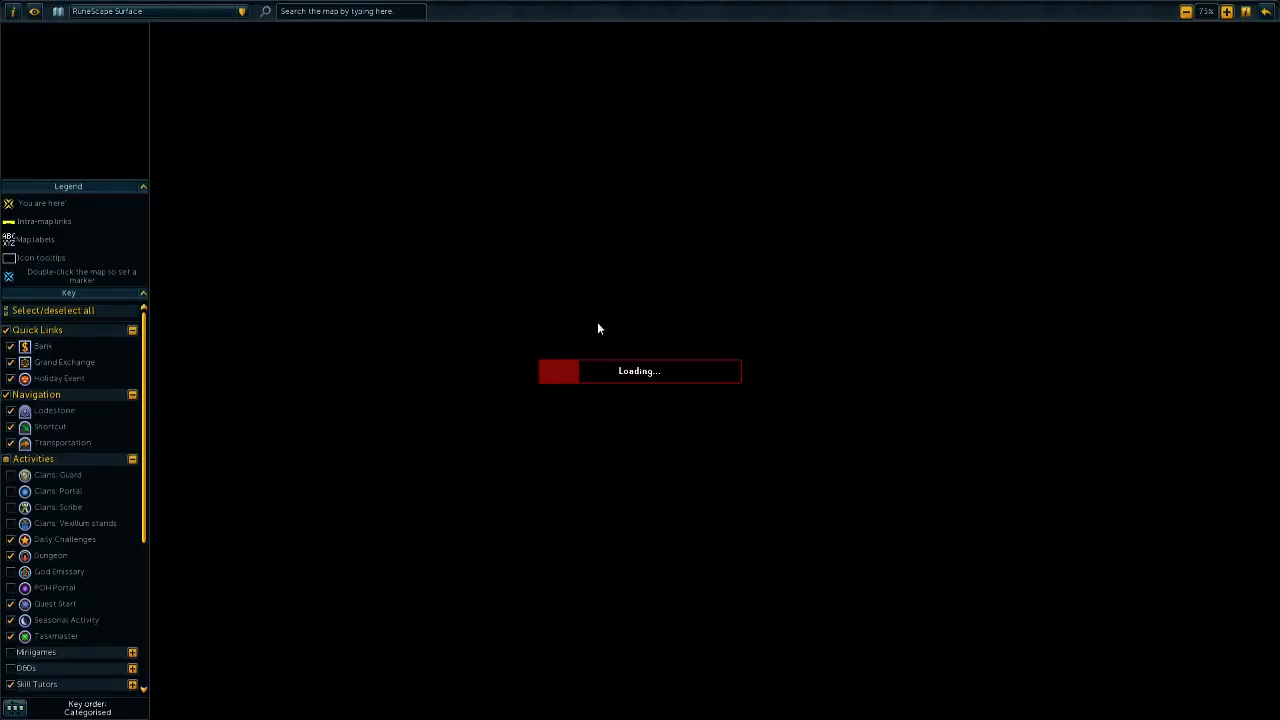 RuneScape Surface
Search the map by typing here.
75%
Legend
'You are here'
Intra-map links
ABC
XYZ
Map labels
Icon tooltips
Double-click the map to set a
marker
Key
Select/deselect all
Quick Links
Bank
Grand Exchange
Holiday Event
Navigation
Lodestone
Shortcut
Transportation
Activities
Clans: Guard
Clans: Portal
Clans: Scribe
Clans: Vexillum stands
Daily Challenges
Dungeon
God Emissary
POH Portal
Quest Start
Seasonal Activity
Taskmaster
Minigames
D&Ds
Skill Tutors
Key order:
Categorised
Loading...